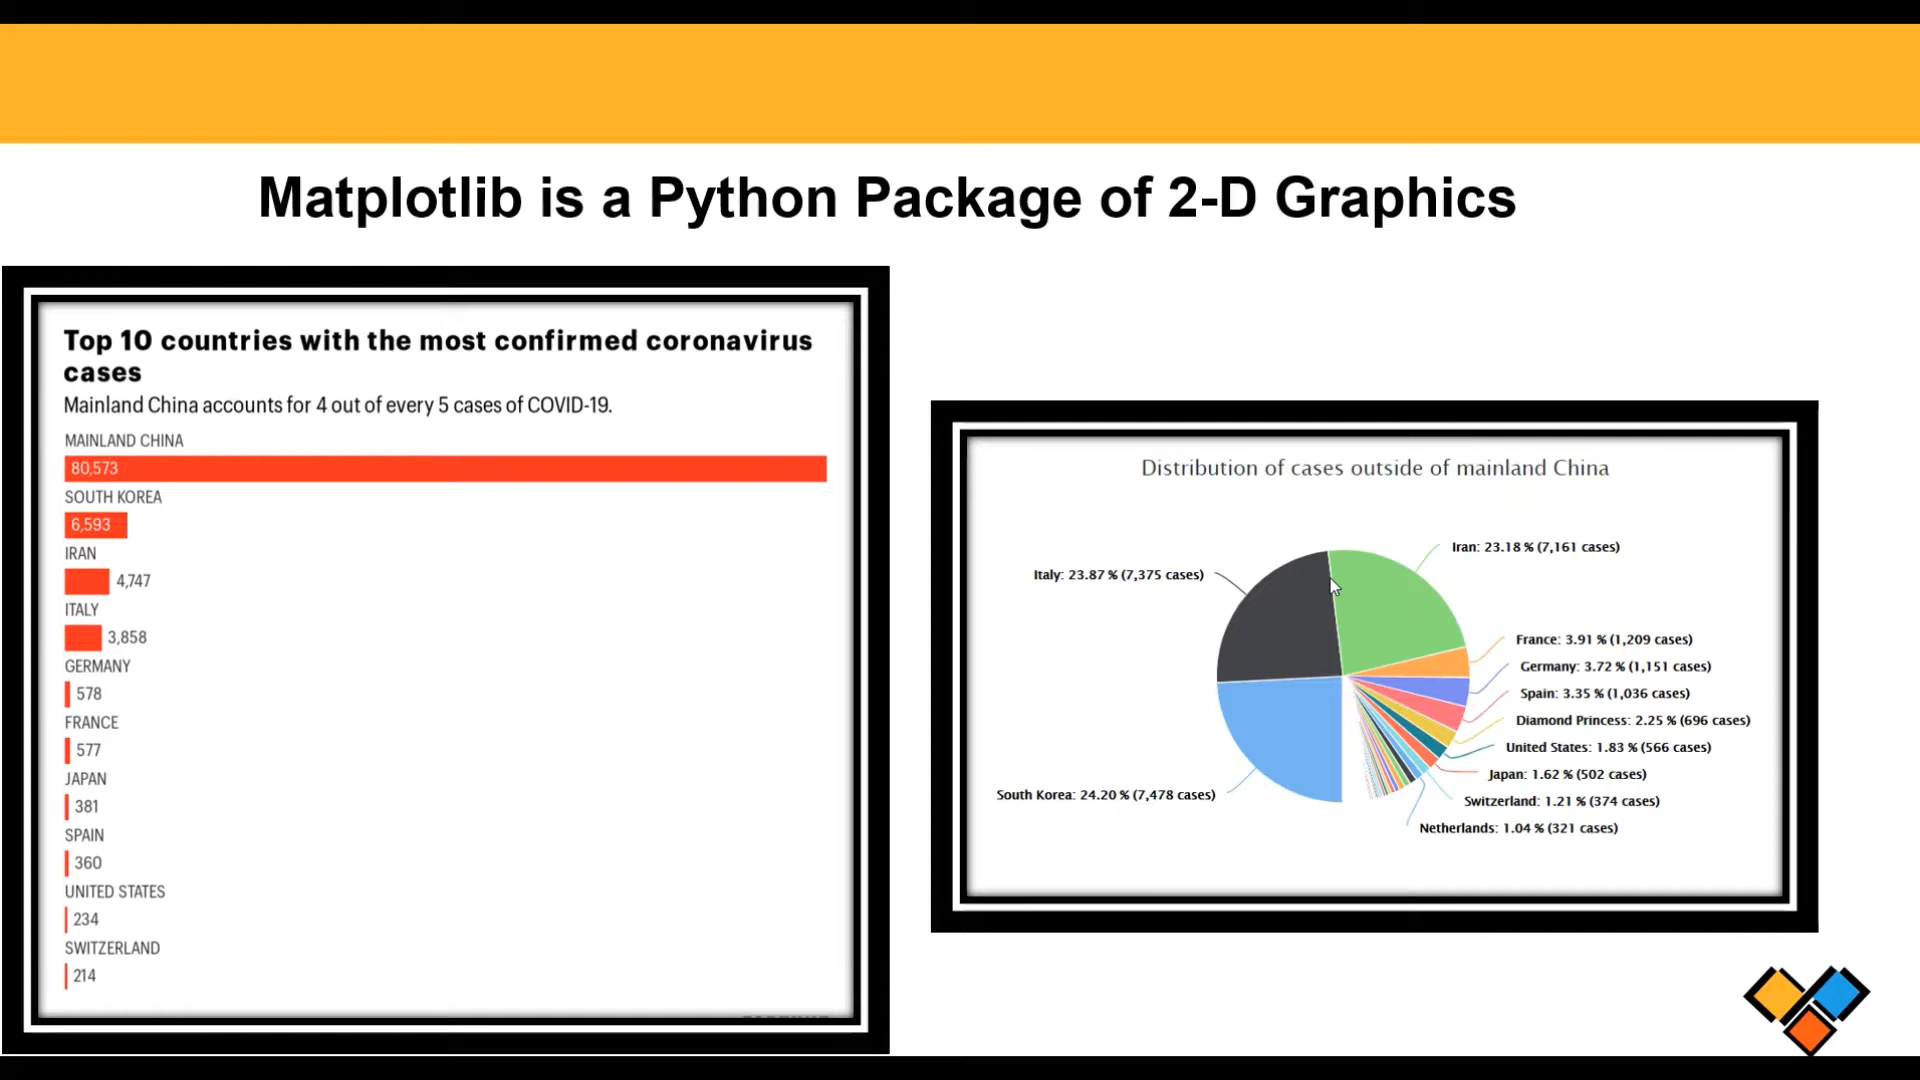 Matplotlib is a Python Package of 2-D Graphics
Top 10 countries with the most confirmed coronavirus
cases
Mainland China accounts for 4 out of every 5 cases of COVID-19.
MAINLAND CHINA
80,573
SOUTH KOREA
6,593
IRAN
4,747
ITALY
3,858
GERMANY
578
FRANCE
577
JAPAN
381
SPAIN
360
UNITED STATES
234
SWITZERLAND
214
Distribution of cases outside of mainland China
Iran: 23.18 % (7,161 cases)
Italy: 23.87 % (7,375 cases)
France: 3.91 % (1,209 cases)
Germany: 3.72 % (1,151 cases)
Spain: 3.35 % (1,036 cases)
Diamond Princess: 2.25 % (696 cases)
United States: 1.83 % (566 cases)
Japan: 1.62 % (502 cases)
South Korea: 24.20 % (7,478 cases)
Switzerland: 1.21 % (374 cases)
Netherlands: 1.04 % (321 cases)